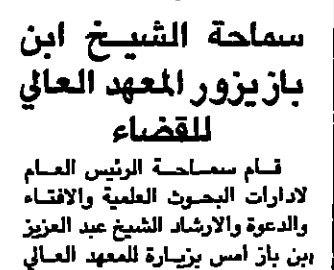 سماحة الشيخ ابن
باز يزور المعهد العالي
للقضاء
قام سماحة الرئيس العام
لادارات البحوث العلمية والافتاء
والدعوة والارشاد الشيخ عبد العزيز
بن باز أمس بزيارة للمعهد العالي